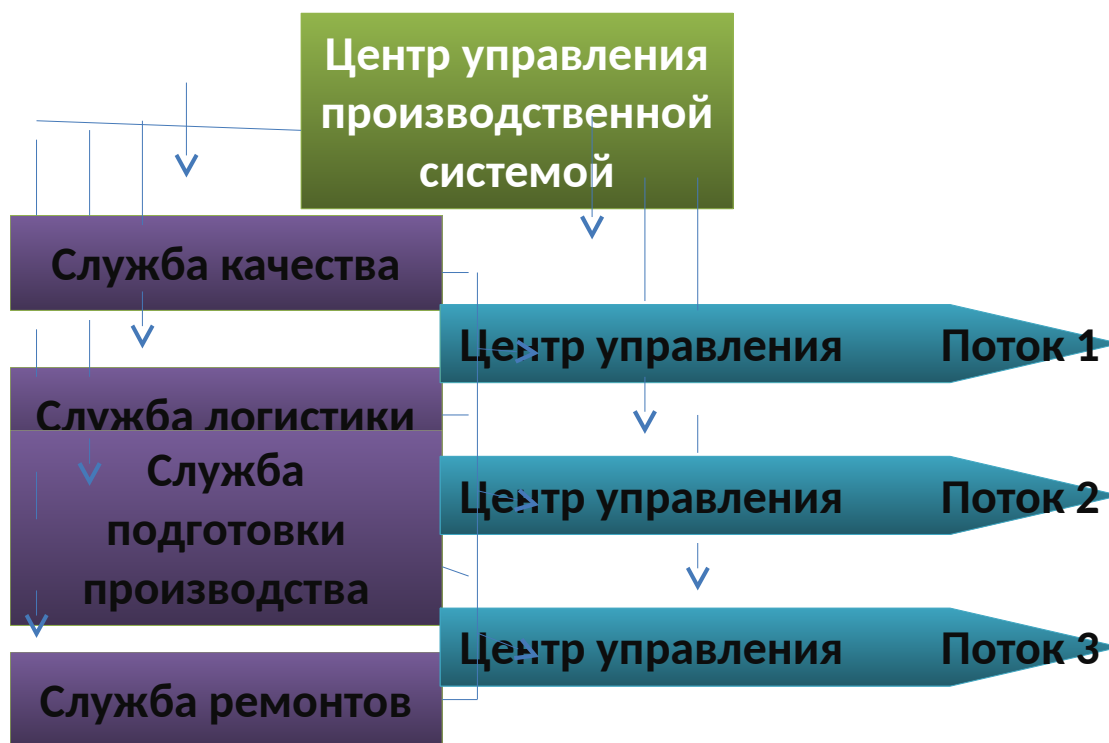 Центр управления
производственной
системой
Служба качества
Центр управления Поток 1
Служба логистики
Служба
подготовки
производства
Центр управления Поток 2
Центр управления Поток 3
Служба ремонтов